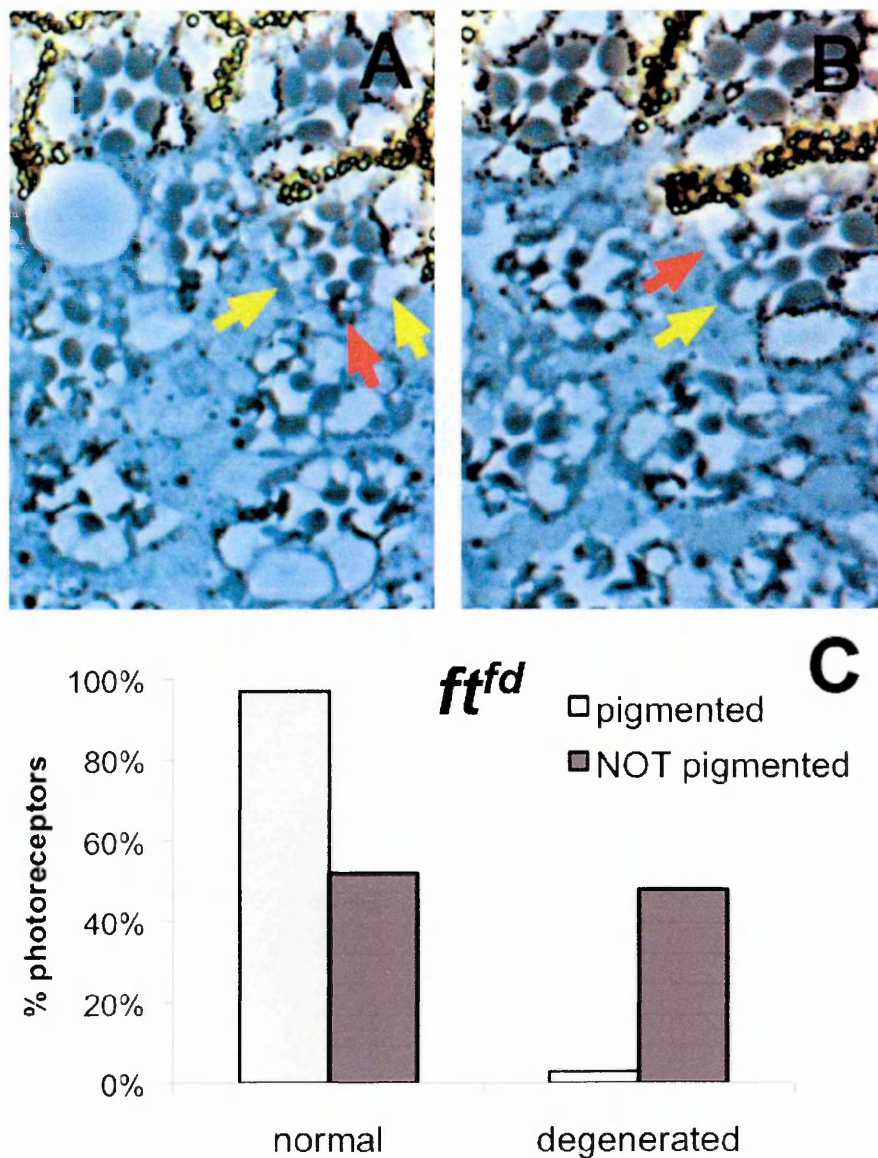 A
B
C
ft^fd
pigmented
NOT pigmented
100%
80%
60%
40%
20%
0%
% photoreceptors
normal
degenerated